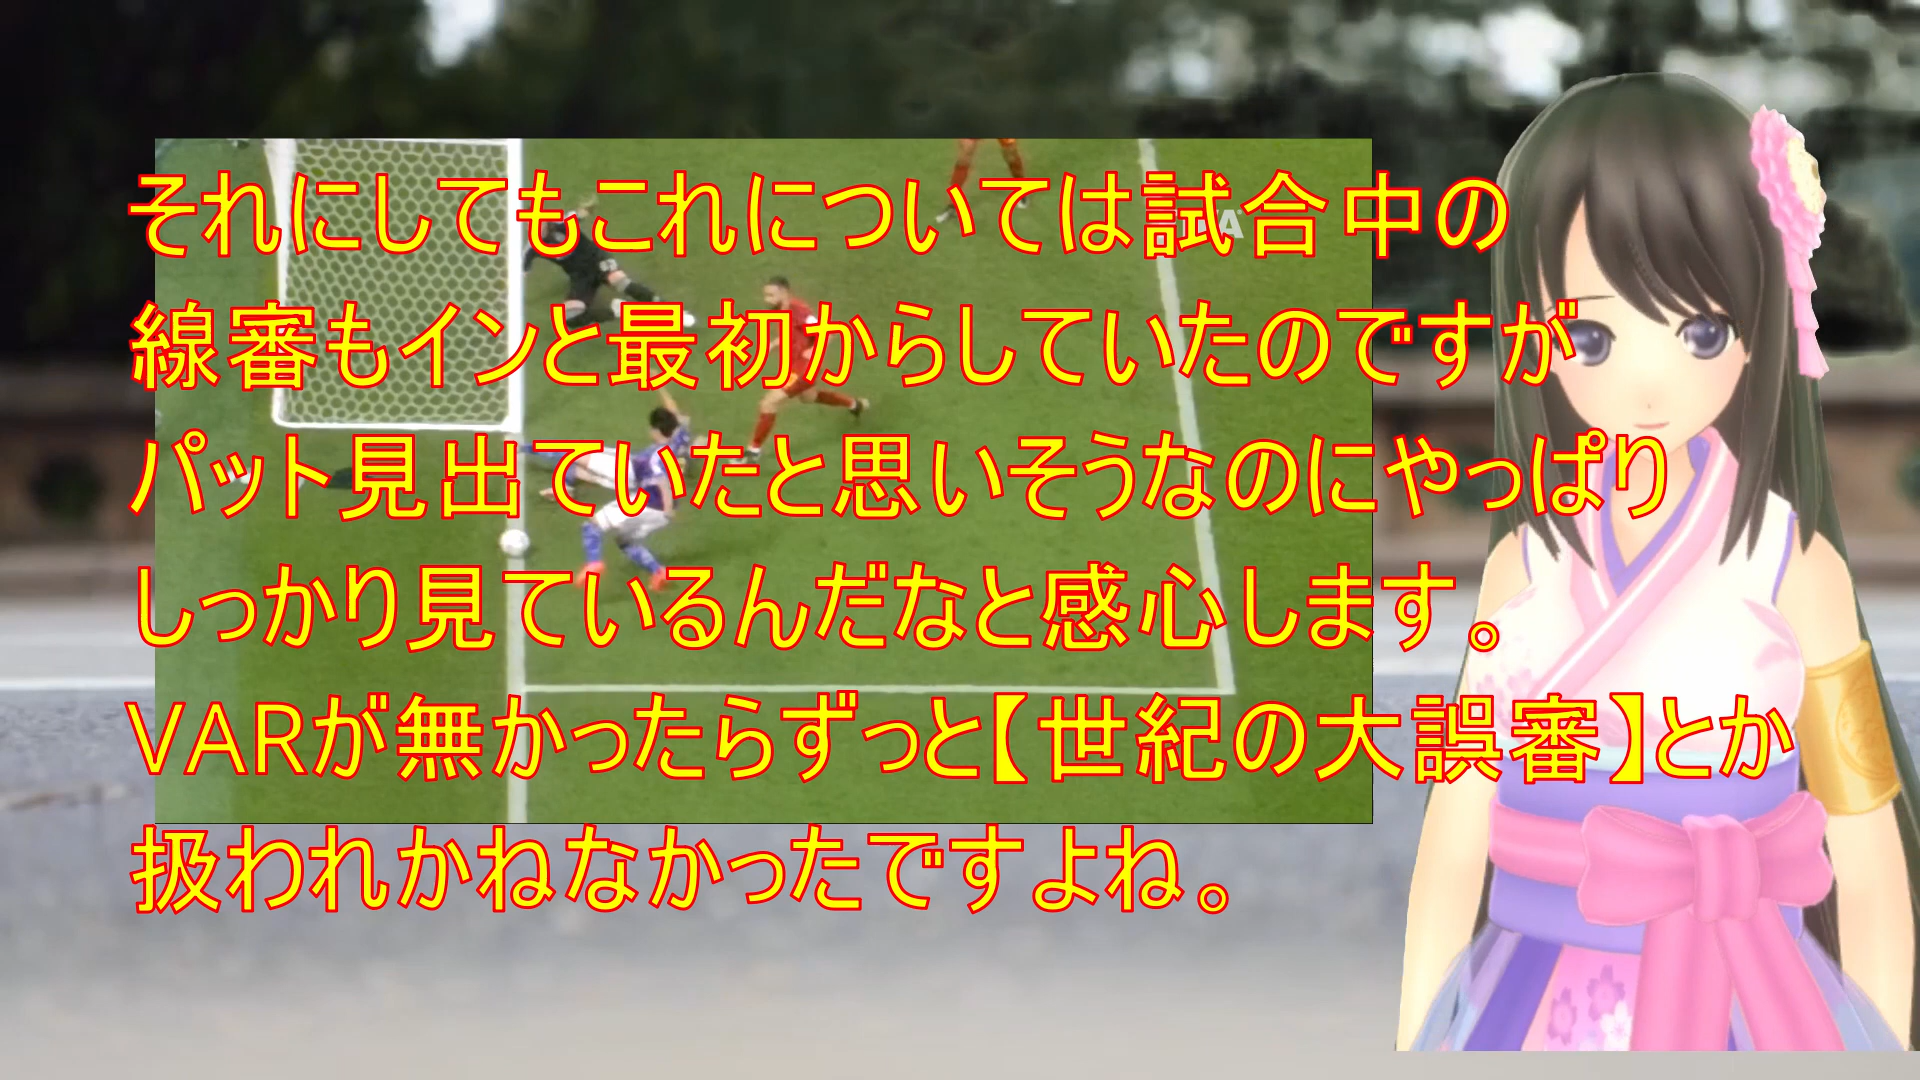 それにしてもこれについては試合中の
線審もインと最初からしていたのですが
パット見出ていたと思いそうなのにやっぱり
しっかり見ているんだなと感心します。
VARが無かったらずっと【世紀の大誤審】とか
扱われかねなかったですよね。